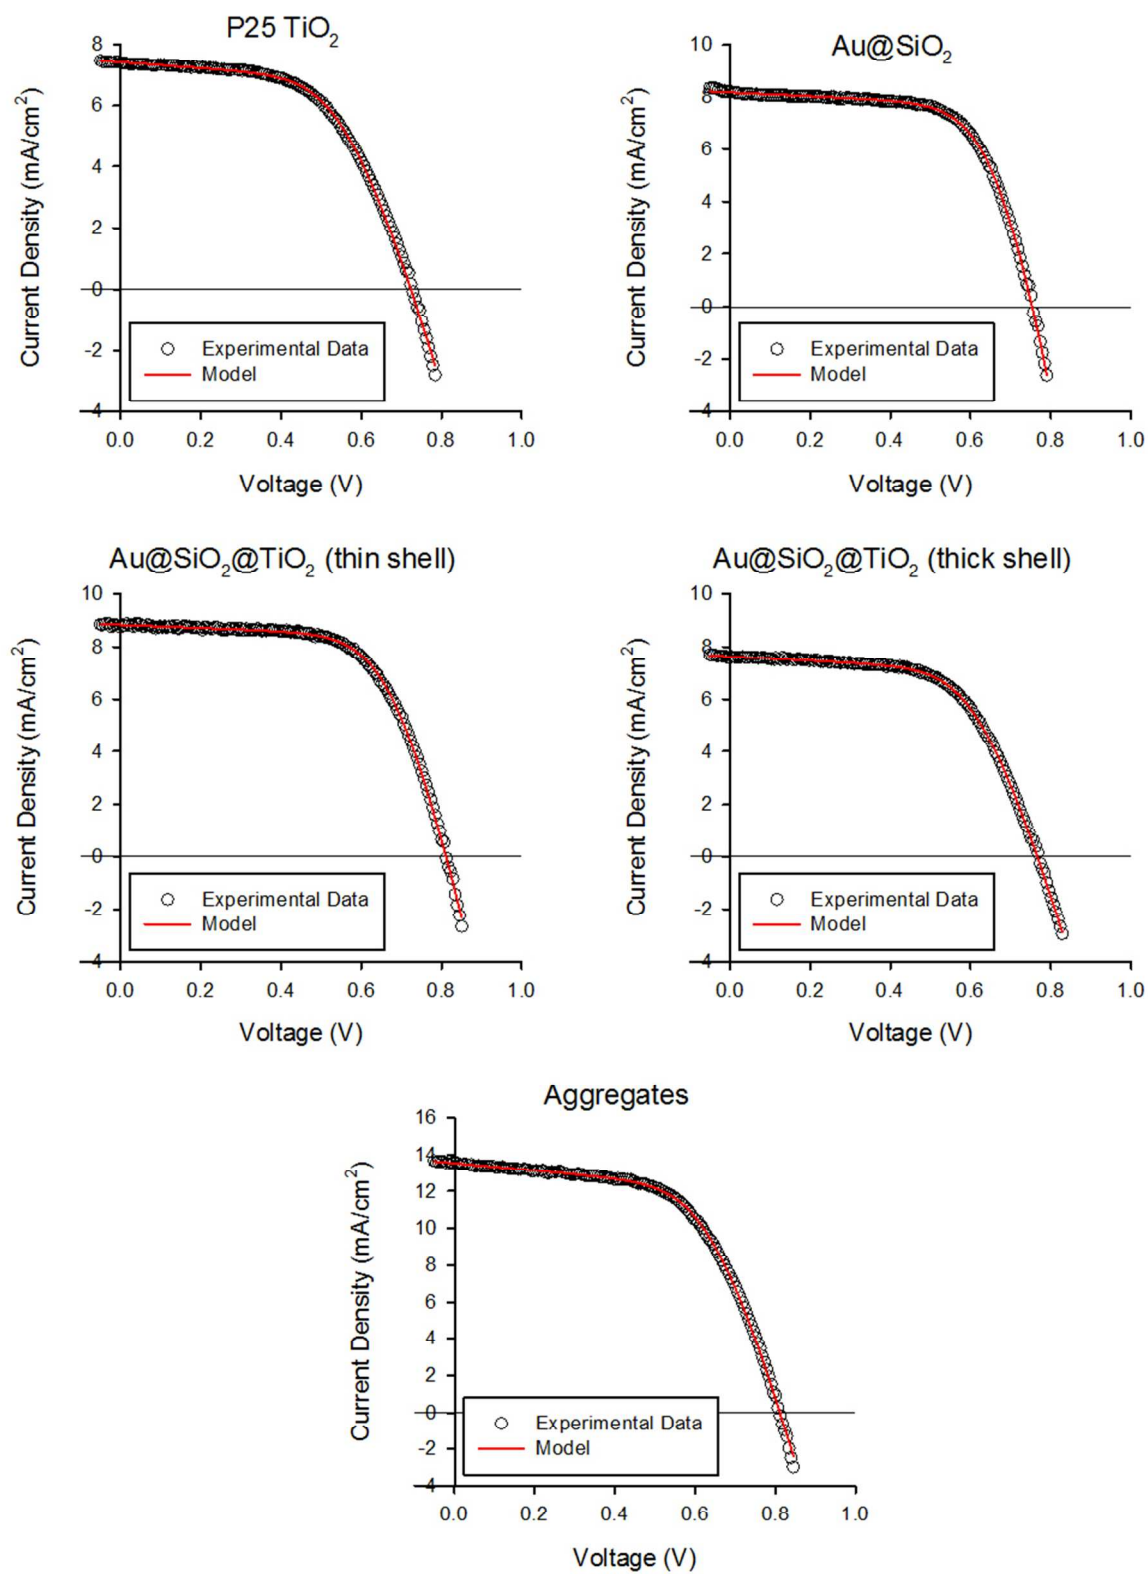 P25 TiO₂
8
6
4
2
0
-2
-4
Current Density (mA/cm²)
Experimental Data
Model
0.0 0.2 0.4 0.6 0.8 1.0
Voltage (V)
Au@SiO₂
10
8
6
4
2
0
-2
-4
Current Density (mA/cm²)
Experimental Data
Model
0.0 0.2 0.4 0.6 0.8 1.0
Voltage (V)
Au@SiO₂@TiO₂ (thin shell)
10
8
6
4
2
0
-2
-4
Current Density (mA/cm²)
Experimental Data
Model
0.0 0.2 0.4 0.6 0.8 1.0
Voltage (V)
Au@SiO₂@TiO₂ (thick shell)
10
8
6
4
2
0
-2
-4
Current Density (mA/cm²)
Experimental Data
Model
0.0 0.2 0.4 0.6 0.8 1.0
Voltage (V)
Aggregates
16
14
12
10
8
6
4
2
0
-2
-4
Current Density (mA/cm²)
Experimental Data
Model
0.0 0.2 0.4 0.6 0.8 1.0
Voltage (V)